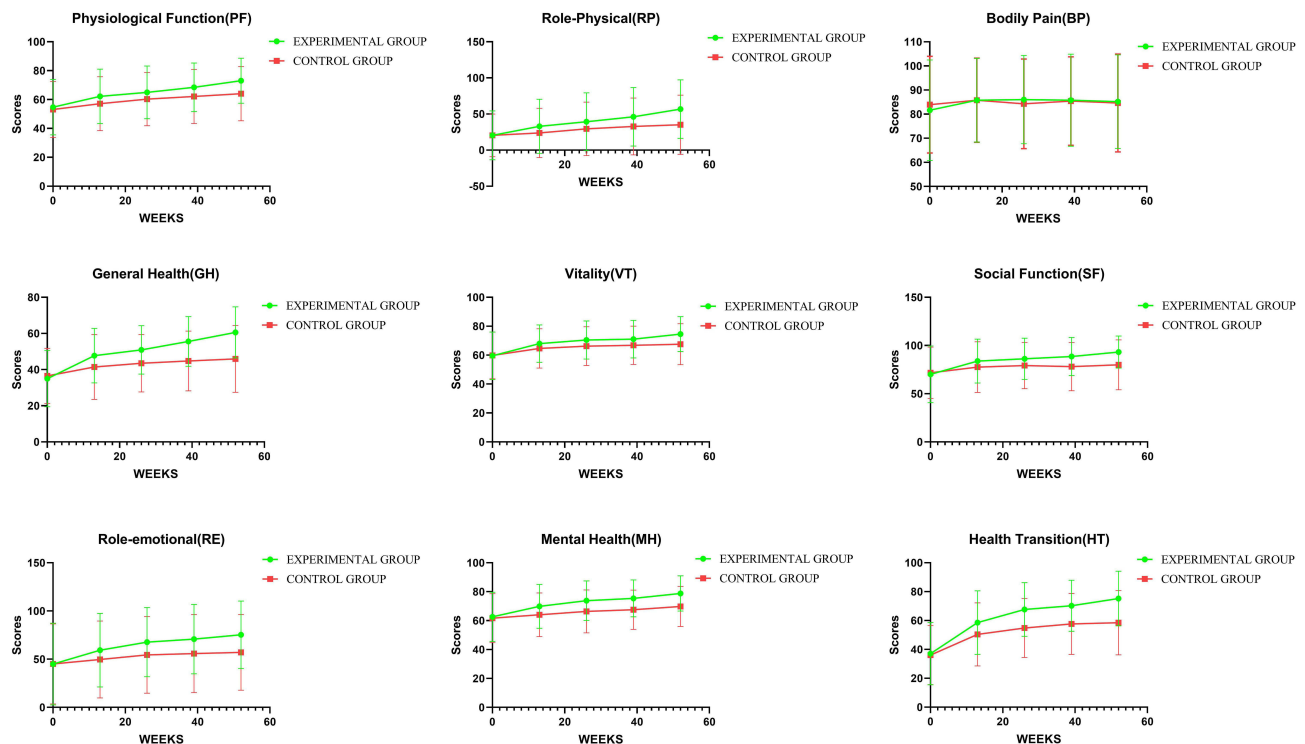 Physiological Function(PF)
EXPERIMENTAL GROUP
CONTROL GROUP
100
80
60
40
20
0
Scores
0 20 40 60
WEEKS
Role-Physical(RP)
EXPERIMENTAL GROUP
CONTROL GROUP
150
100
50
0
-50
Scores
20 40 60
WEEKS
Bodily Pain(BP)
EXPERIMENTAL GROUP
CONTROL GROUP
110
100
90
80
70
60
50
Scores
0 20 40 60
WEEKS
General Health(GH)
EXPERIMENTAL GROUP
CONTROL GROUP
80
60
40
20
0
Scores
0 20 40 60
WEEKS
Vitality(VT)
EXPERIMENTAL GROUP
CONTROL GROUP
100
80
60
40
20
0
Scores
0 20 40 60
WEEKS
Social Function(SF)
EXPERIMENTAL GROUP
CONTROL GROUP
150
100
50
0
Scores
0 20 40 60
WEEKS
Role-emotional(RE)
EXPERIMENTAL GROUP
CONTROL GROUP
150
100
50
0
Scores
0 20 40 60
WEEKS
Mental Health(MH)
EXPERIMENTAL GROUP
CONTROL GROUP
100
80
60
40
20
0
Scores
0 20 40 60
WEEKS
Health Transition(HT)
EXPERIMENTAL GROUP
CONTROL GROUP
100
80
60
40
20
0
Scores
0 20 40 60
WEEKS